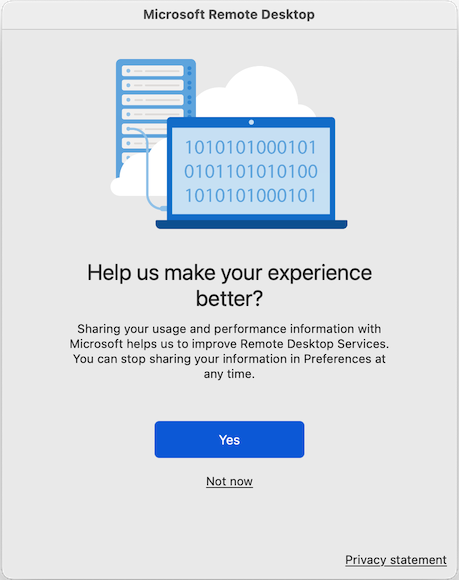 Microsoft Remote Desktop
1010101000101
0101101010100
1010101000101
Help us make your experience
better?
Sharing your usage and performance information with
Microsoft helps us to improve Remote Desktop Services.
You can stop sharing your information in Preferences at
any time.
Yes
Not now
Privacy statement